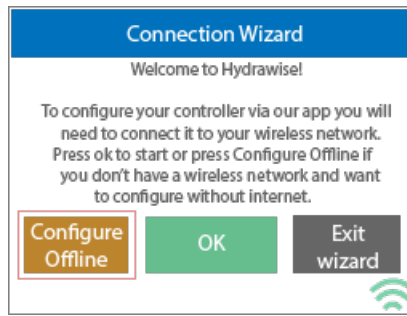 Connection Wizard
Welcome to Hydrawise!
To configure your controller via our app you will
need to connect it to your wireless network.
Press ok to start or press Configure Offline if
you don't have a wireless network and want
to configure without internet.
Configure
Offline
OK
Exit
wizard